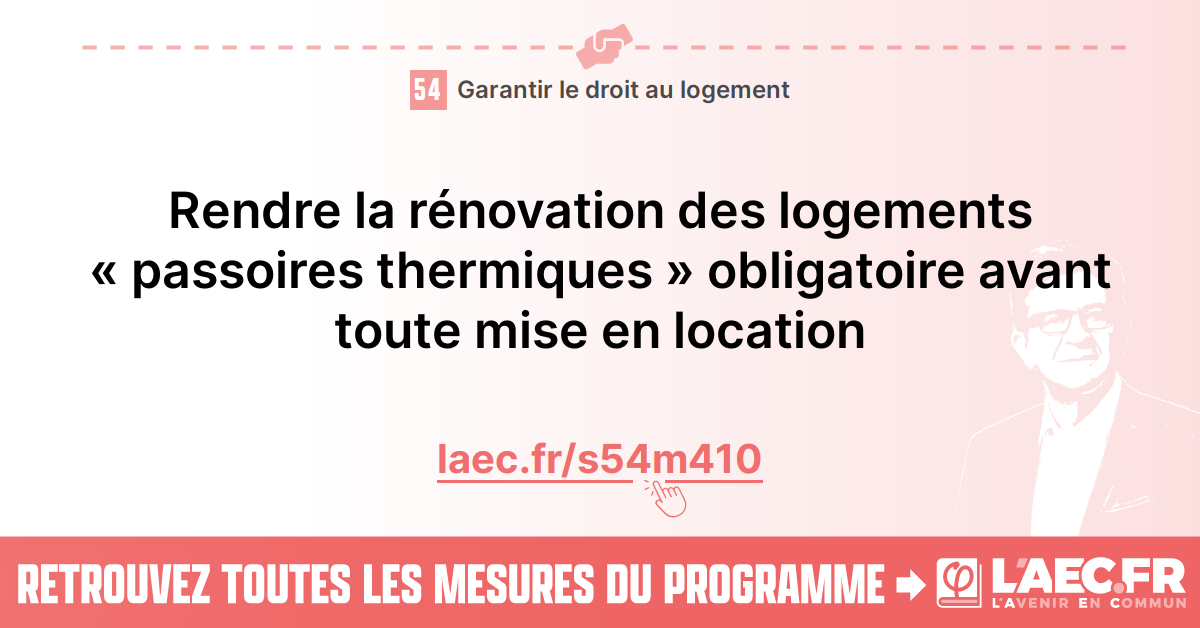 54 Garantir le droit au logement
Rendre la rénovation des logements
« passoires thermiques » obligatoire avant
toute mise en location
laec.fr/s54m410
RETROUVEZ TOUTES LES MESURES DU PROGRAMME
L'AEC.FR
L'AVENIR EN COMMUN